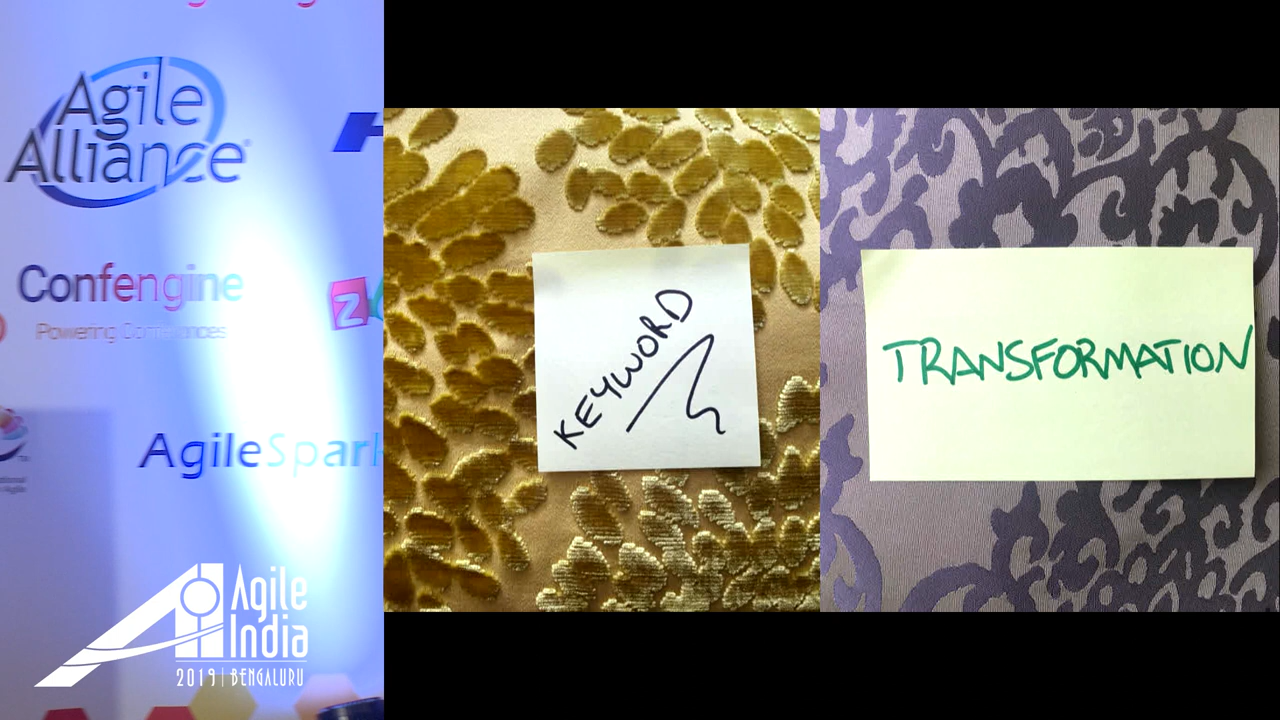 Agile
Alliance®
Confengine
Powering Conferences
AgileSpark
Agile
India
2019 | BENGALURU
KEYWORD
TRANSFORMATION